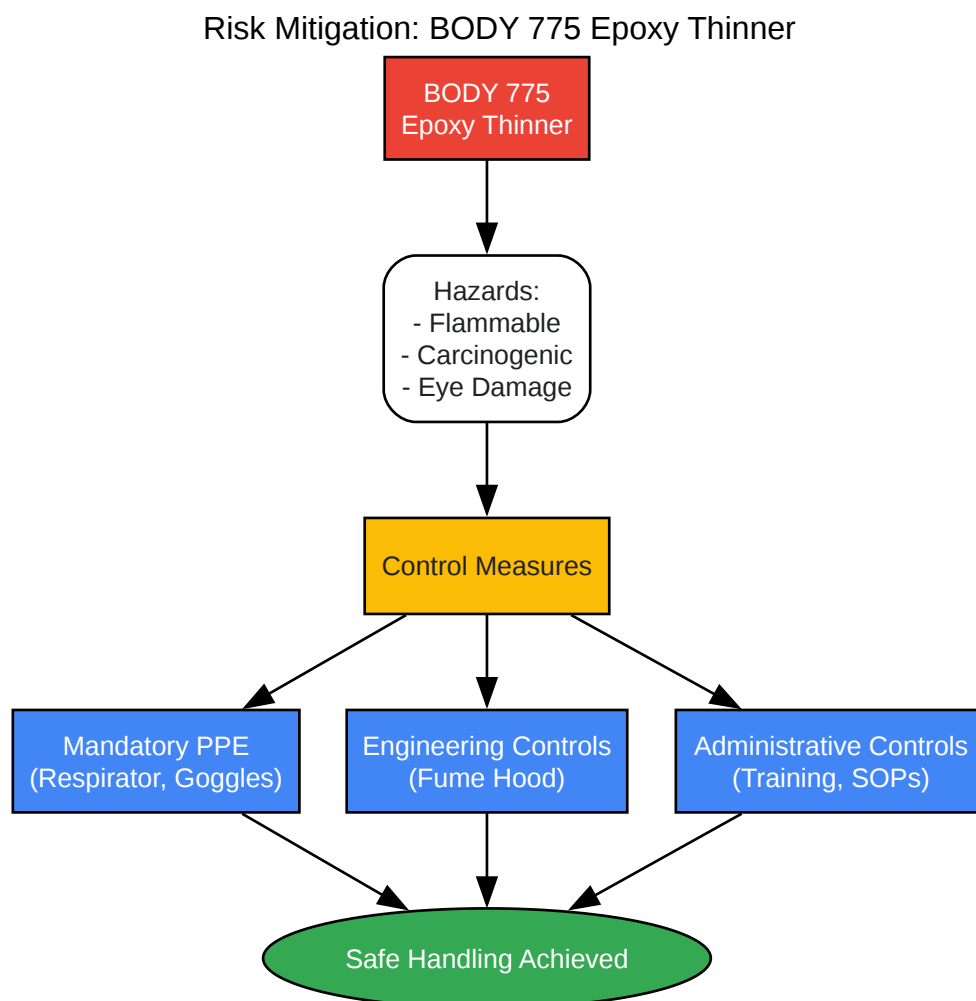 Risk Mitigation: BODY 775 Epoxy Thinner
BODY 775
Epoxy Thinner
Hazards:
- Flammable
- Carcinogenic
- Eye Damage
Control Measures
Mandatory PPE
(Respirator, Goggles)
Engineering Controls
(Fume Hood)
Administrative Controls
(Training, SOPs)
Safe Handling Achieved